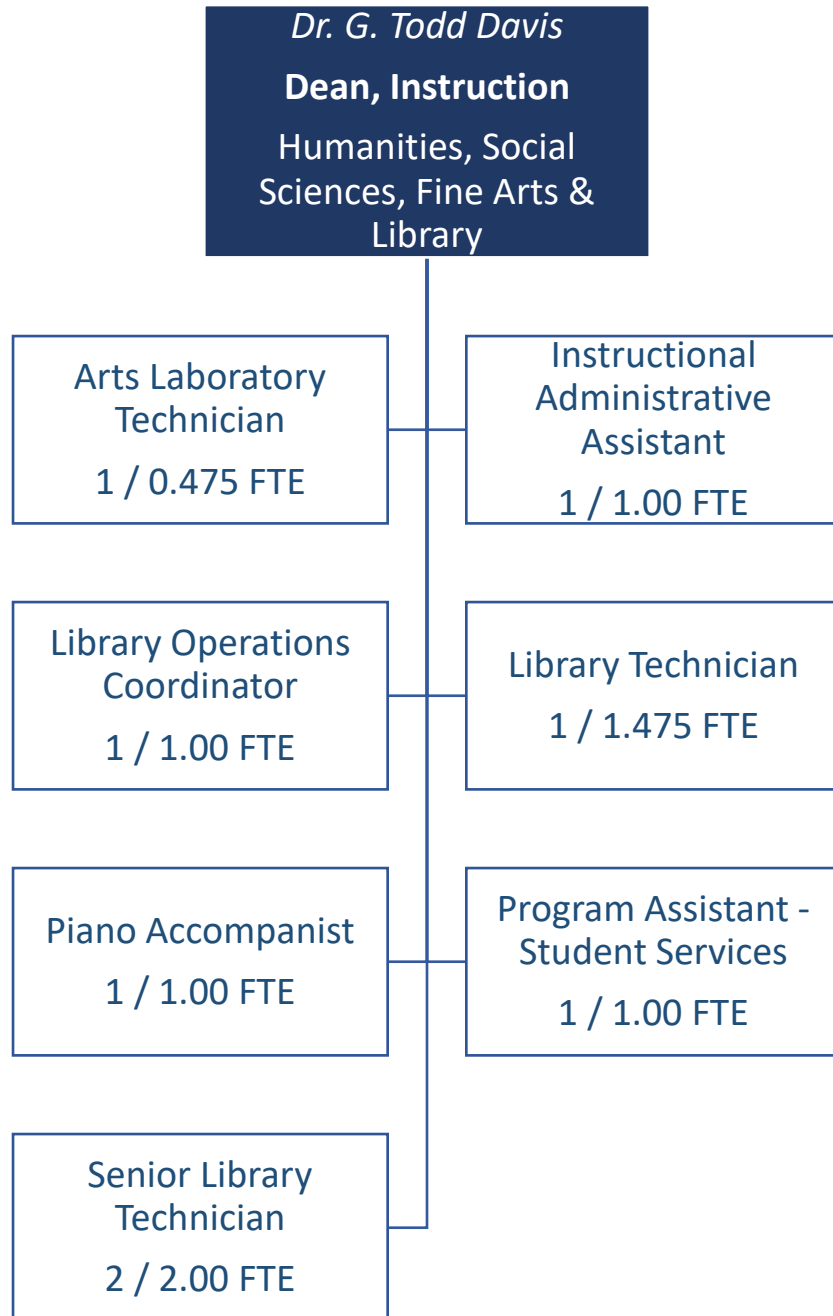 Dr. G. Todd Davis
Dean, Instruction
Humanities, Social
Sciences, Fine Arts &
Library
Arts Laboratory
Technician
1 / 0.475 FTE
Instructional
Administrative
Assistant
1 / 1.00 FTE
Library Operations
Coordinator
1 / 1.00 FTE
Library Technician
1 / 1.475 FTE
Piano Accompanist
1 / 1.00 FTE
Program Assistant -
Student Services
1 / 1.00 FTE
Senior Library
Technician
2 / 2.00 FTE